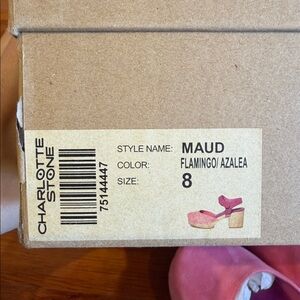 CHARLOTTE
STONE
75144447
STYLE NAME: MAUD
COLOR: FLAMINGO/ AZALEA
SIZE: 8